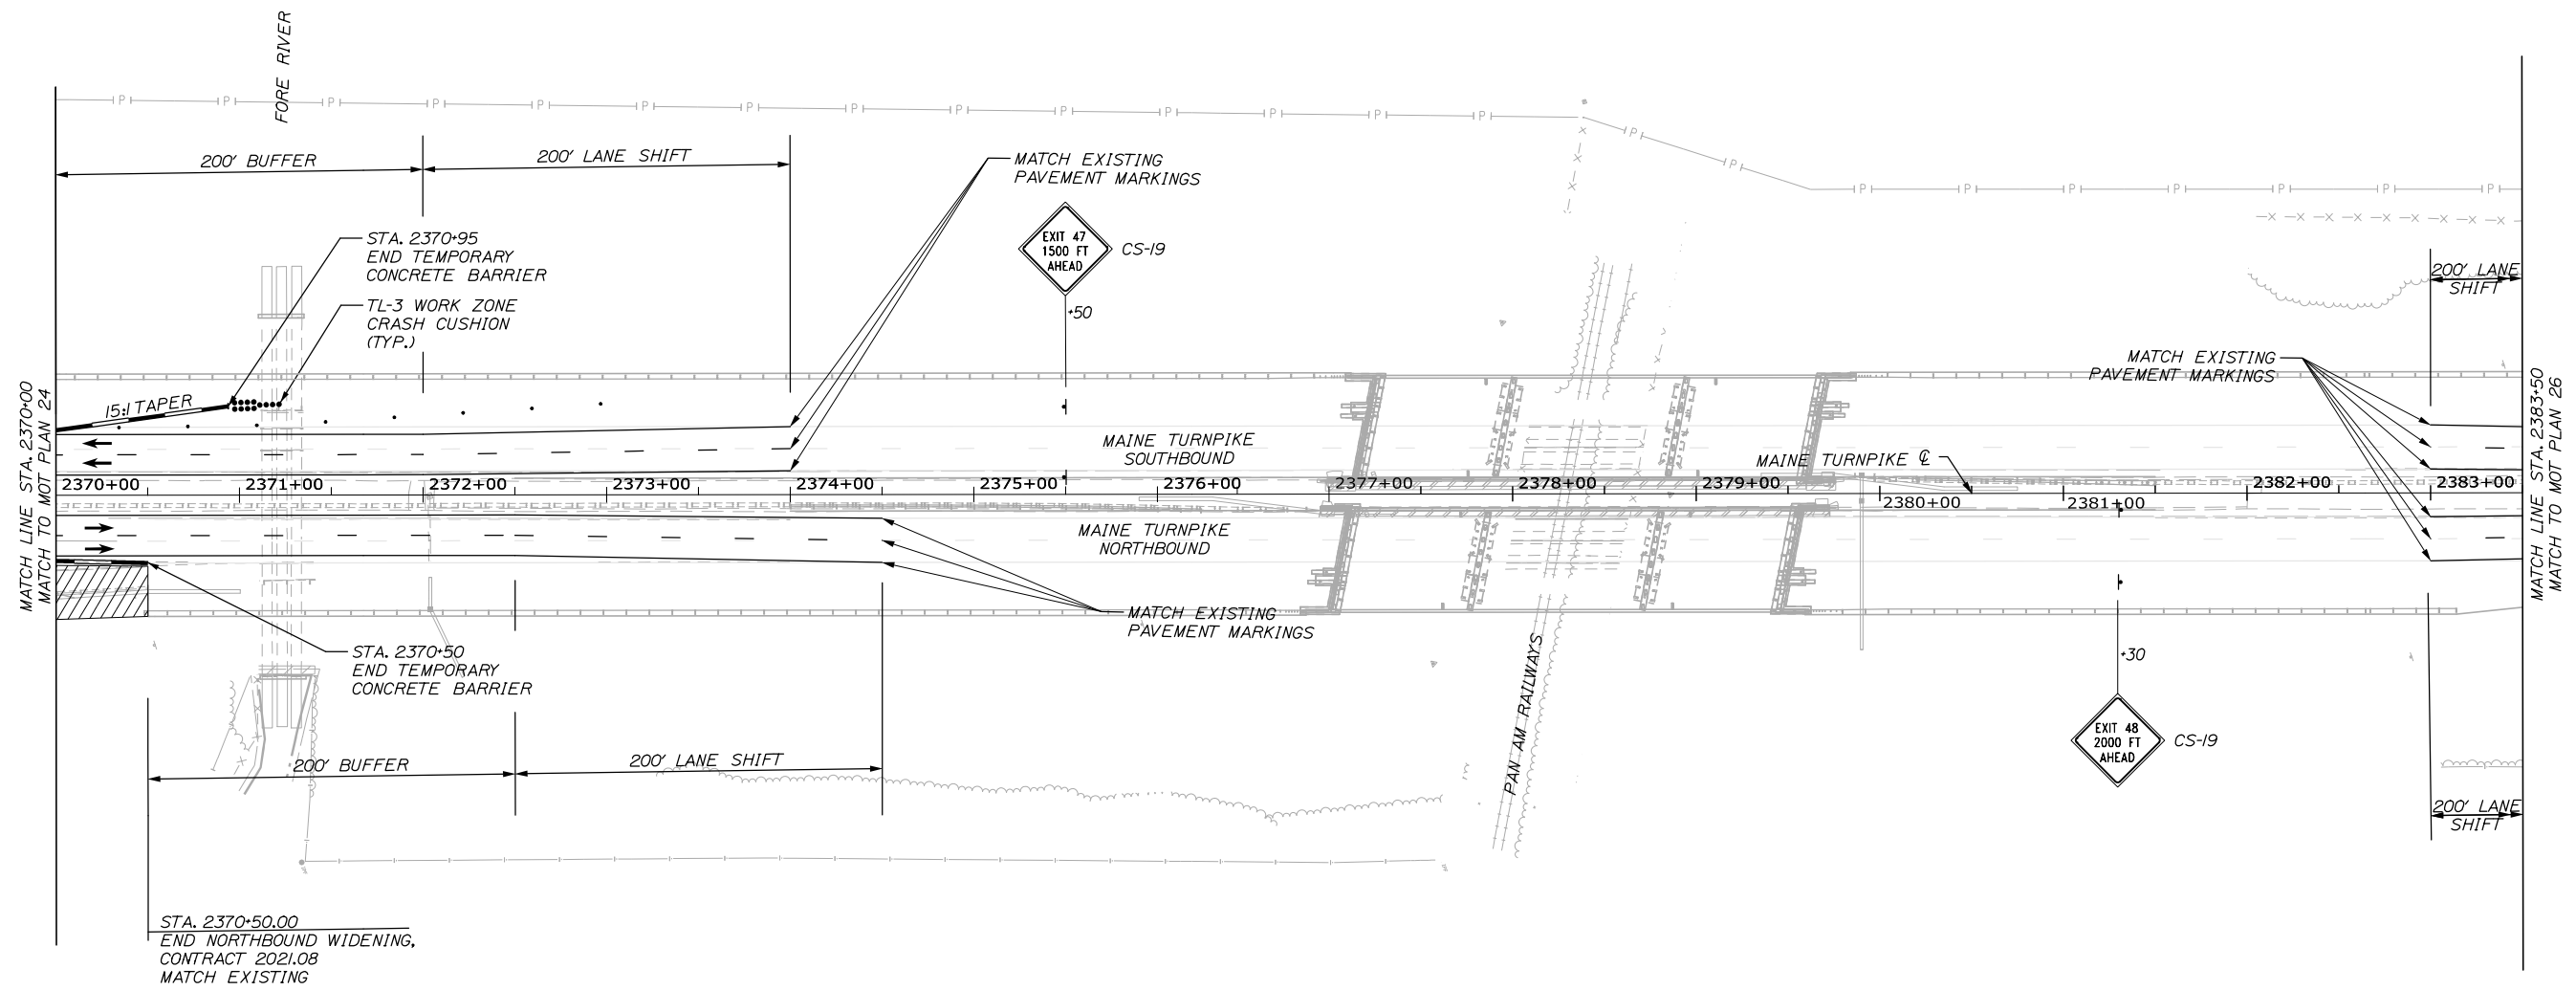 FORE RIVER
200' BUFFER
200' LANE SHIFT
MATCH EXISTING
PAVEMENT MARKINGS
STA. 2370+95
END TEMPORARY
CONCRETE BARRIER
TL-3 WORK ZONE
CRASH CUSHION
(TYP.)
EXIT 47
1500 FT
AHEAD
CS-19
+50
200' LANE
SHIFT
MATCH EXISTING
PAVEMENT MARKINGS
15:1 TAPER
MATCH LINE STA. 2370+00
MATCH TO MOT PLAN 24
MAINE TURNPIKE
SOUTHBOUND
MAINE TURNPIKE ℄
2370+00
2371+00
2372+00
2373+00
2374+00
2375+00
2376+00
2377+00
2378+00
2379+00
2380+00
2381+00
2382+00
2383+00
MATCH LINE STA. 2383+50
MATCH TO MOT PLAN 26
MAINE TURNPIKE
NORTHBOUND
MATCH EXISTING
PAVEMENT MARKINGS
STA. 2370+50
END TEMPORARY
CONCRETE BARRIER
PAN AM RAILWAYS
+30
EXIT 48
2000 FT
AHEAD
CS-19
200' BUFFER
200' LANE SHIFT
200' LANE
SHIFT
STA. 2370+50.00
END NORTHBOUND WIDENING,
CONTRACT 2021.08
MATCH EXISTING
P P P P P P P P P P P P P P P P P P P P P P P